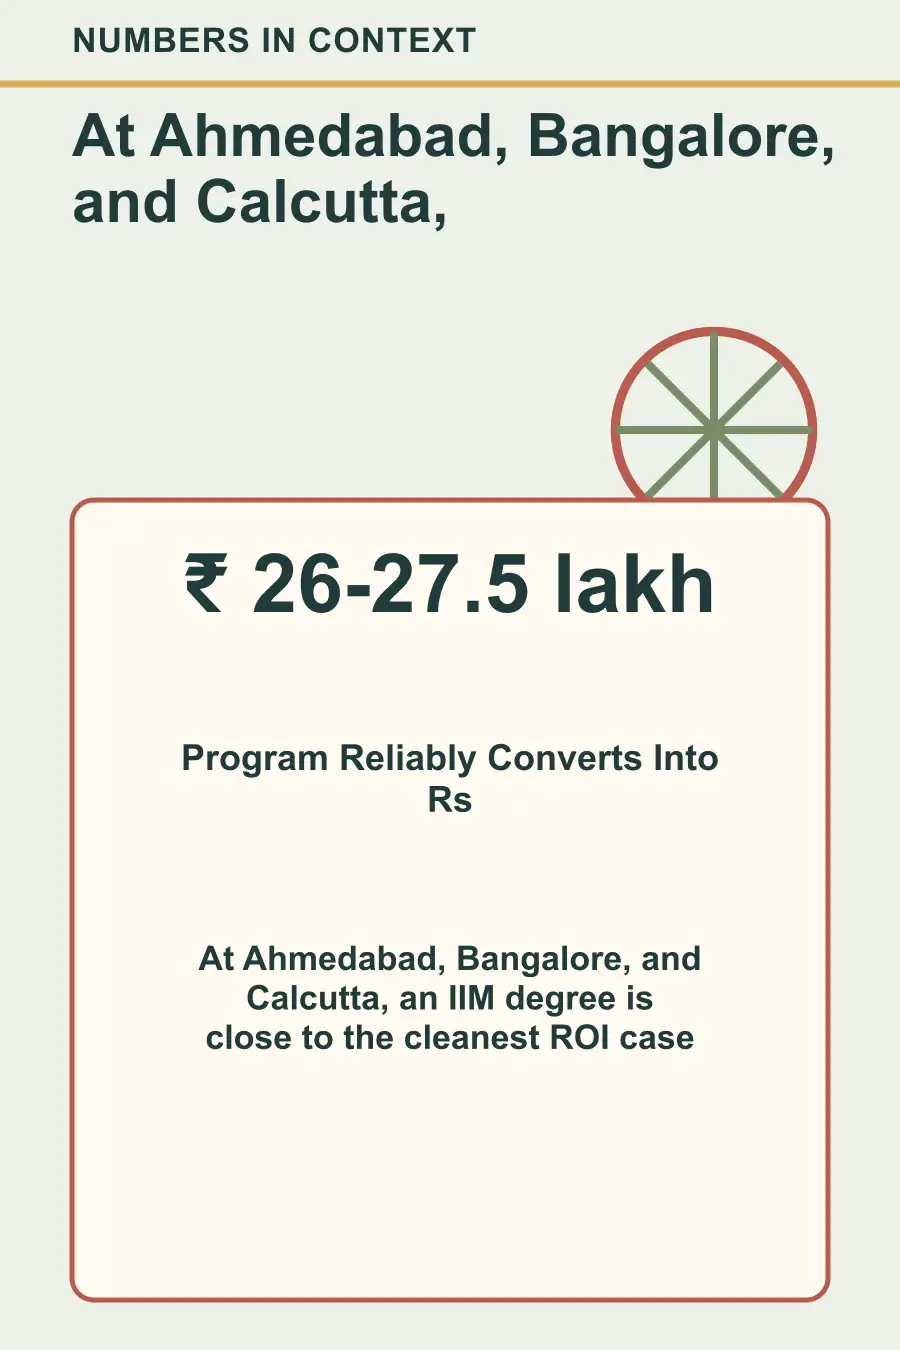 NUMBERS IN CONTEXT
At Ahmedabad, Bangalore,
and Calcutta,
₹ 26-27.5 lakh
Program Reliably Converts Into
Rs
At Ahmedabad, Bangalore, and
Calcutta, an IIM degree is
close to the cleanest ROI case